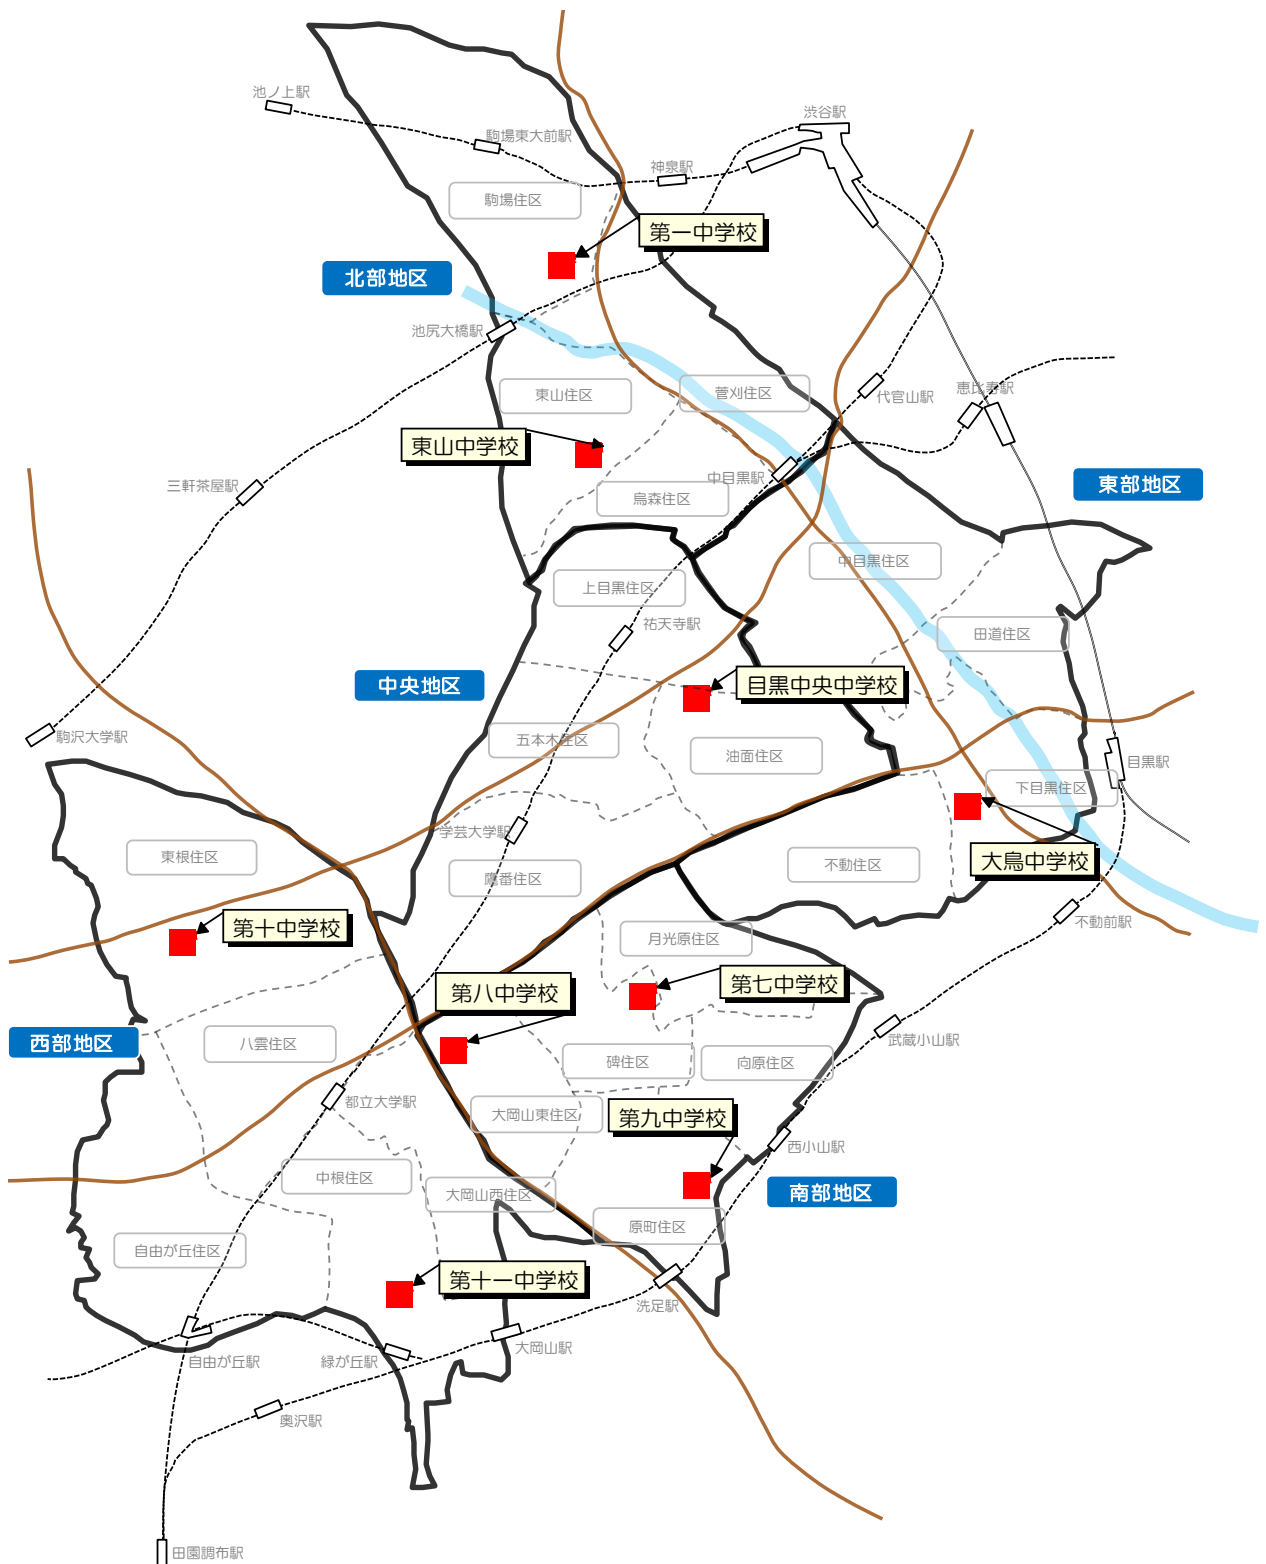 池ノ上駅
渋谷駅
駒場東大前駅
神泉駅
駒場住区
第一中学校
北部地区
池尻大橋駅
東山住区
菅刈住区
代官山駅
恵比寿駅
東山中学校
中目黒駅
三軒茶屋駅
烏森住区
東部地区
中目黒住区
上目黒住区
祐天寺駅
田道住区
中央地区
目黒中央中学校
駒沢大学駅
五本木住区
油面住区
目黒駅
下目黒住区
学芸大学駅
東根住区
鷹番住区
不動住区
大鳥中学校
第十中学校
月光原住区
不動前駅
第八中学校
第七中学校
西部地区
八雲住区
武蔵小山駅
碑住区
向原住区
都立大学駅
大岡山東住区
第九中学校
西小山駅
中根住区
大岡山西住区
南部地区
原町住区
自由が丘住区
第十一中学校
洗足駅
自由が丘駅
緑が丘駅
大岡山駅
奥沢駅
田園調布駅